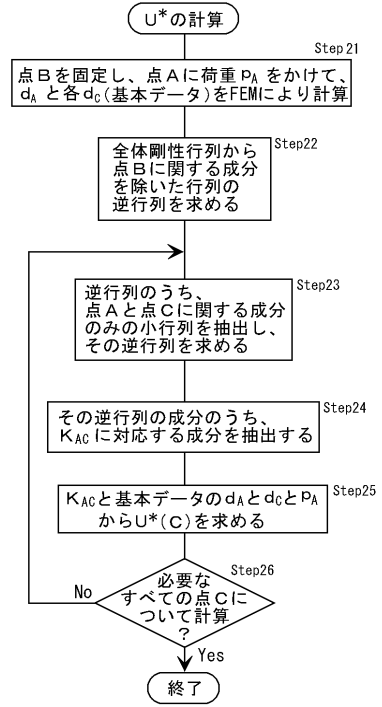 U*の計算
Step21
点Bを固定し、点Aに荷重pAをかけて、
dAと各dC(基本データ)をFEMにより計算
Step22
全体剛性行列から
点Bに関する成分
を除いた行列の
逆行列を求める
Step23
逆行列のうち、
点Aと点Cに関する成分
のみの小行列を抽出し、
その逆行列を求める
Step24
その逆行列の成分のうち、
KACに対応する成分を抽出する
Step25
KACと基本データのdAとdCとpA
からU*(C)を求める
Step26
必要な
すべての点Cに
ついて計算
?
No
Yes
終了